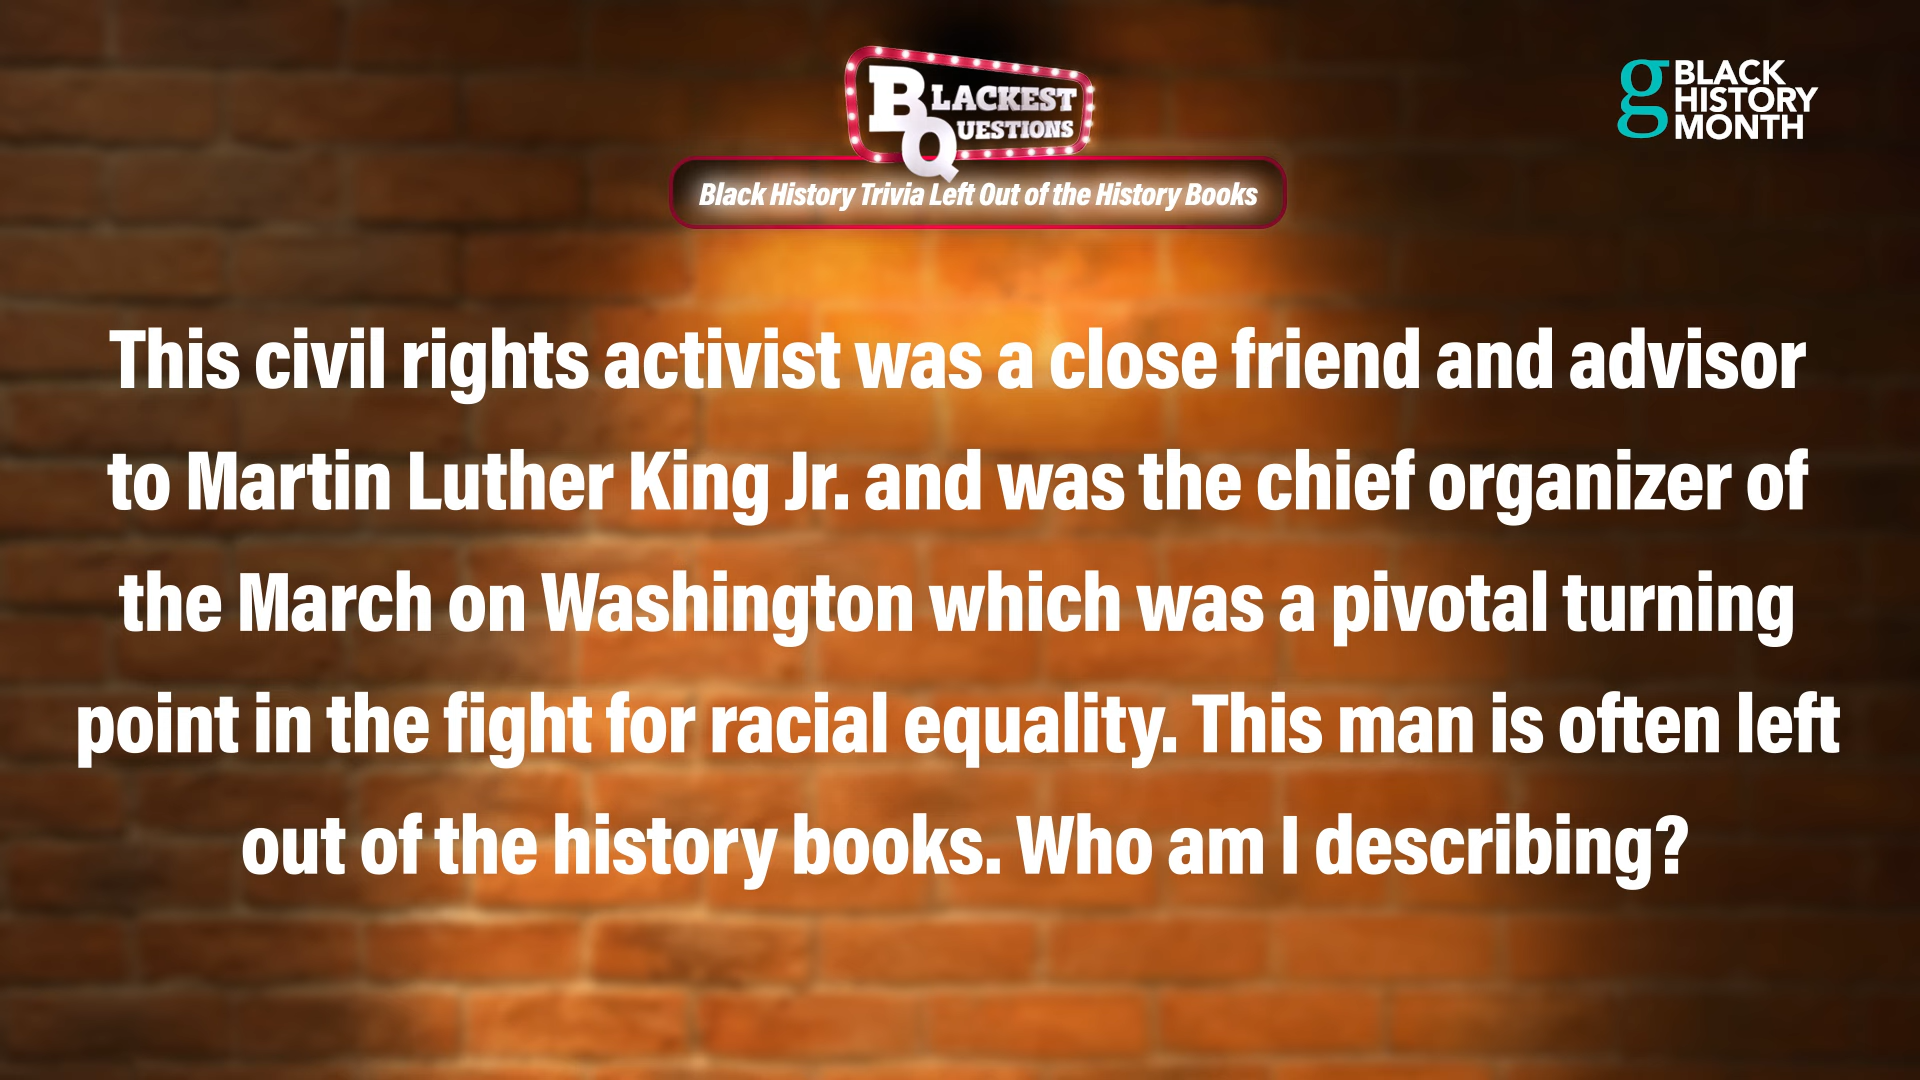 BLACKEST
QUESTIONS
Black History Trivia Left Out of the History Books
g BLACK
HISTORY
MONTH
This civil rights activist was a close friend and advisor
to Martin Luther King Jr. and was the chief organizer of
the March on Washington which was a pivotal turning
point in the fight for racial equality. This man is often left
out of the history books. Who am I describing?